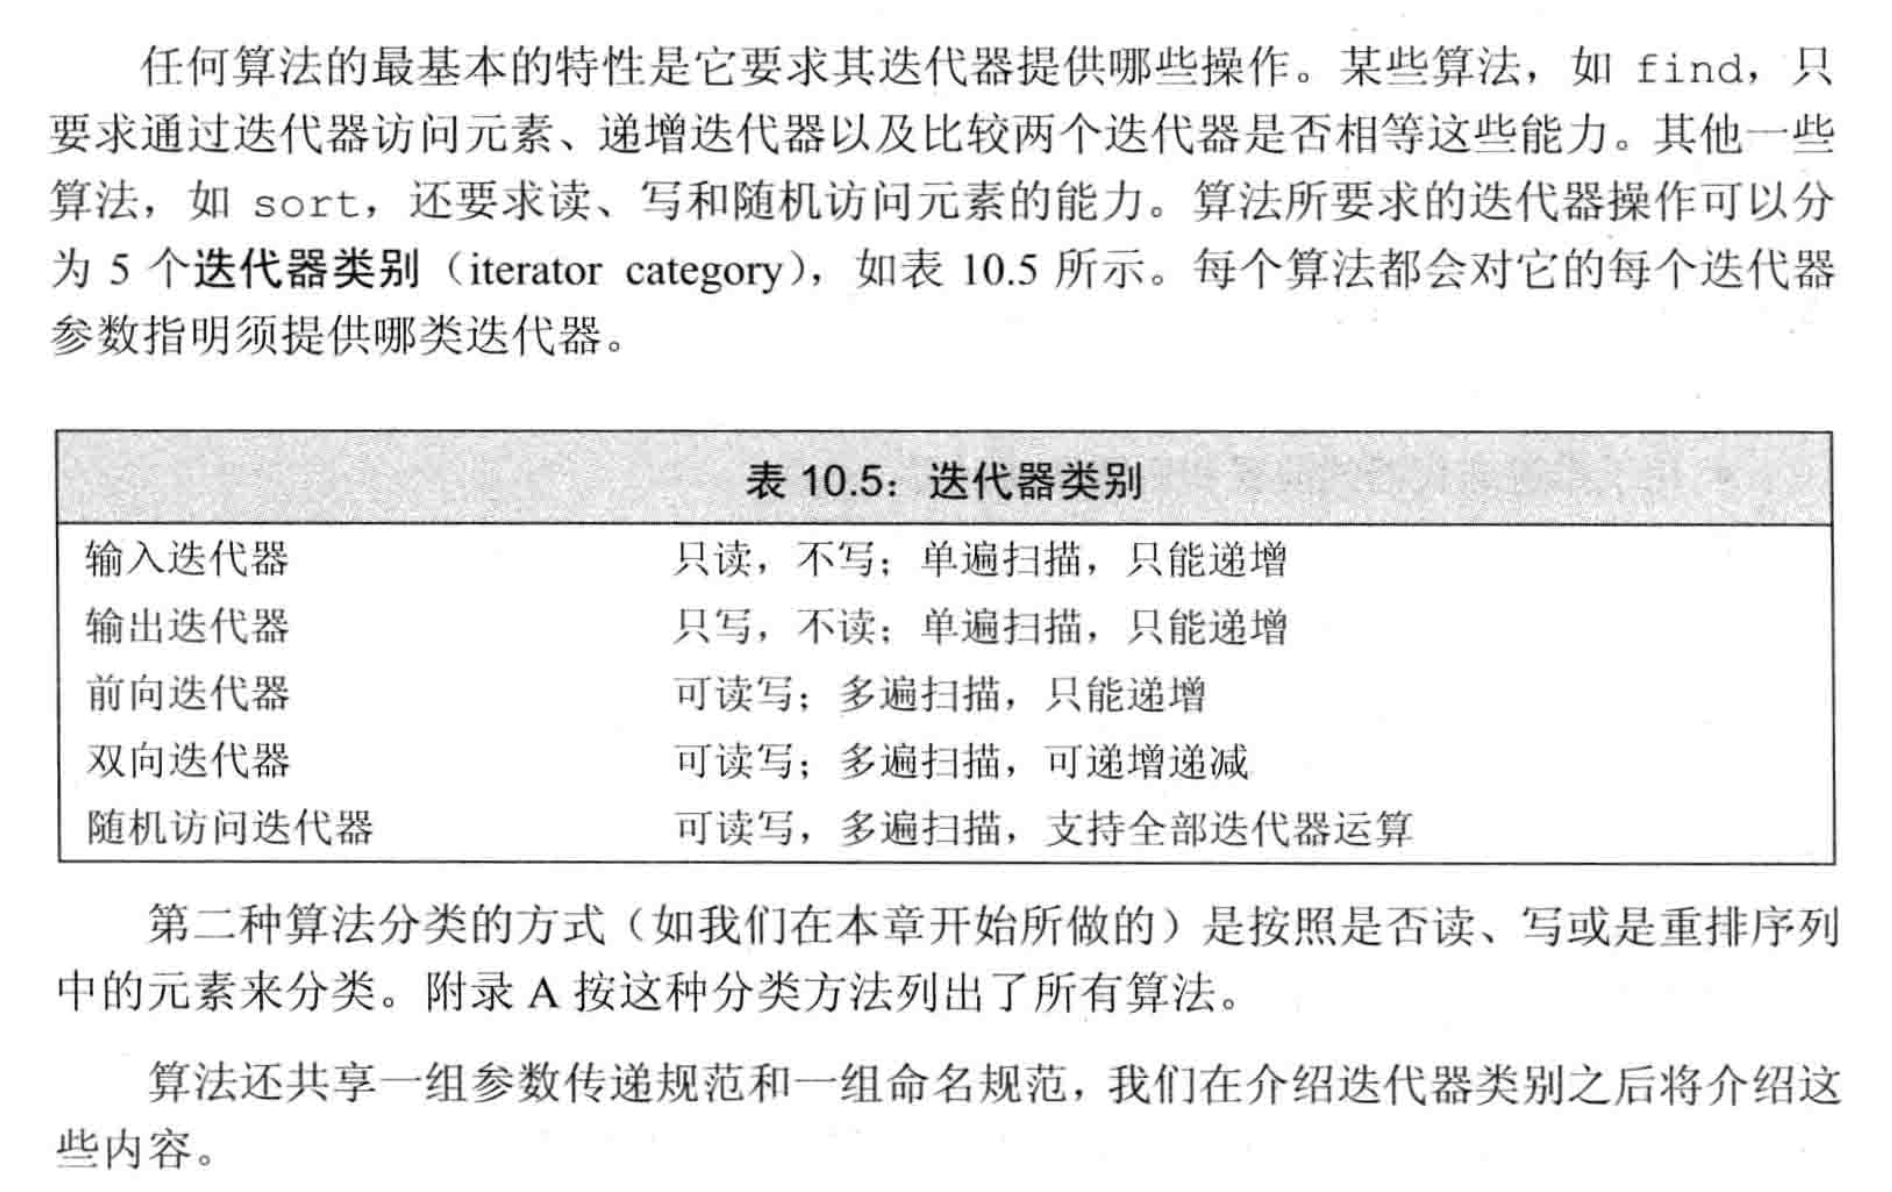 任何算法的最基本的特性是它要求其迭代器提供哪些操作。某些算法，如 find，只
要求通过迭代器访问元素、递增迭代器以及比较两个迭代器是否相等这些能力。其他一些
算法，如 sort，还要求读、写和随机访问元素的能力。算法所要求的迭代器操作可以分
为 5 个迭代器类别（iterator category），如表 10.5 所示。每个算法都会对它的每个迭代器
参数指明须提供哪类迭代器。
表 10.5：迭代器类别
输入迭代器 只读，不写；单遍扫描，只能递增
输出迭代器 只写，不读；单遍扫描，只能递增
前向迭代器 可读写；多遍扫描，只能递增
双向迭代器 可读写；多遍扫描，可递增递减
随机访问迭代器 可读写，多遍扫描，支持全部迭代器运算
第二种算法分类的方式（如我们在本章开始所做的）是按照是否读、写或是重排序列
中的元素来分类。附录 A 按这种分类方法列出了所有算法。
算法还共享一组参数传递规范和一组命名规范，我们在介绍迭代器类别之后将介绍这
些内容。